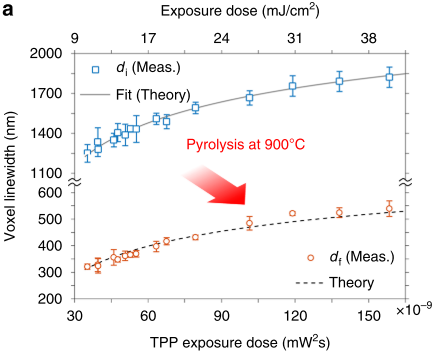 a
Exposure dose (mJ/cm²)
9 17 24 31 38
2000
1700
1400
1100
600
500
400
300
200
Voxel linewidth (nm)
dᵢ (Meas.)
Fit (Theory)
Pyrolysis at 900°C
d_f (Meas.)
Theory
30 60 90 120 150
×10⁻⁹
TPP exposure dose (mW²s)